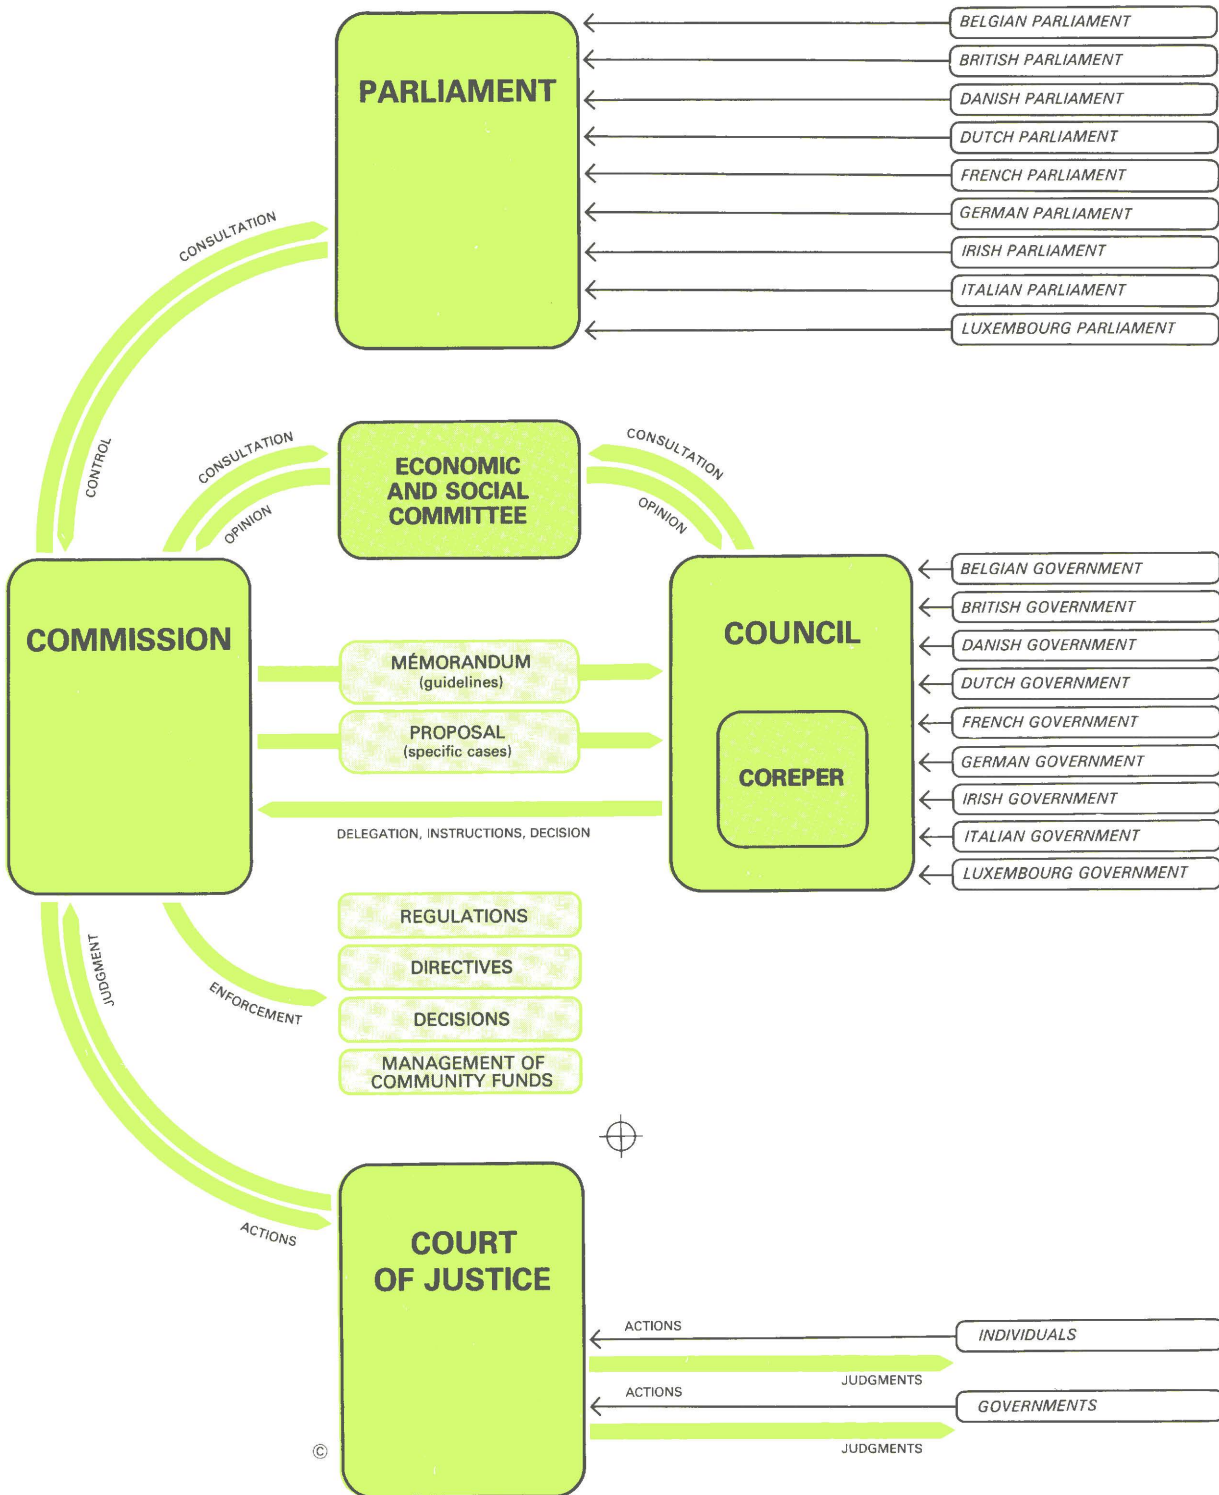 PARLIAMENT
BELGIAN PARLIAMENT
BRITISH PARLIAMENT
DANISH PARLIAMENT
DUTCH PARLIAMENT
FRENCH PARLIAMENT
GERMAN PARLIAMENT
IRISH PARLIAMENT
ITALIAN PARLIAMENT
LUXEMBOURG PARLIAMENT
CONSULTATION
CONTROL
CONSULTATION
OPINION
ECONOMIC
AND SOCIAL
COMMITTEE
CONSULTATION
OPINION
COMMISSION
MÉMORANDUM
(guidelines)
PROPOSAL
(specific cases)
DELEGATION, INSTRUCTIONS, DECISION
COUNCIL
COREPER
BELGIAN GOVERNMENT
BRITISH GOVERNMENT
DANISH GOVERNMENT
DUTCH GOVERNMENT
FRENCH GOVERNMENT
GERMAN GOVERNMENT
IRISH GOVERNMENT
ITALIAN GOVERNMENT
LUXEMBOURG GOVERNMENT
JUDGMENT
ENFORCEMENT
REGULATIONS
DIRECTIVES
DECISIONS
MANAGEMENT OF
COMMUNITY FUNDS
ACTIONS
COURT
OF JUSTICE
ACTIONS
INDIVIDUALS
JUDGMENTS
ACTIONS
GOVERNMENTS
JUDGMENTS
©